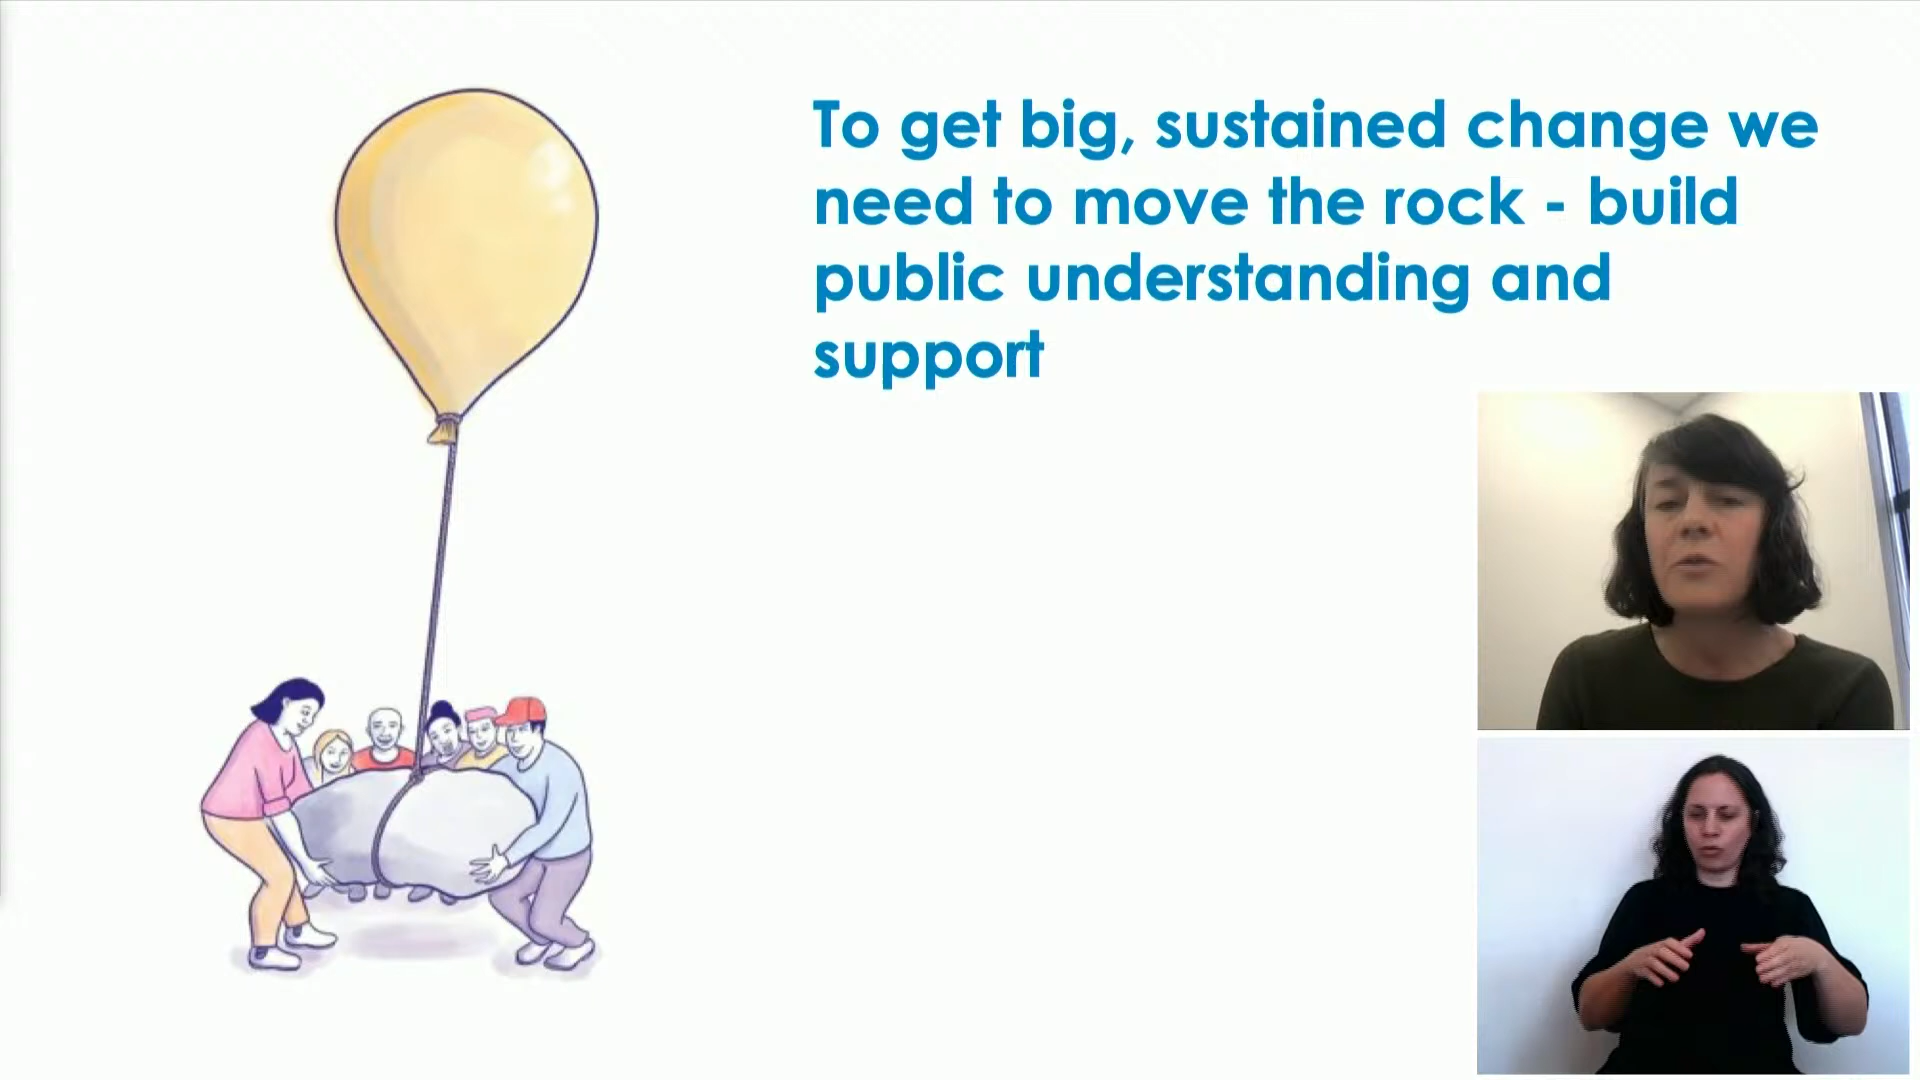 To get big, sustained change we
need to move the rock - build
public understanding and
support